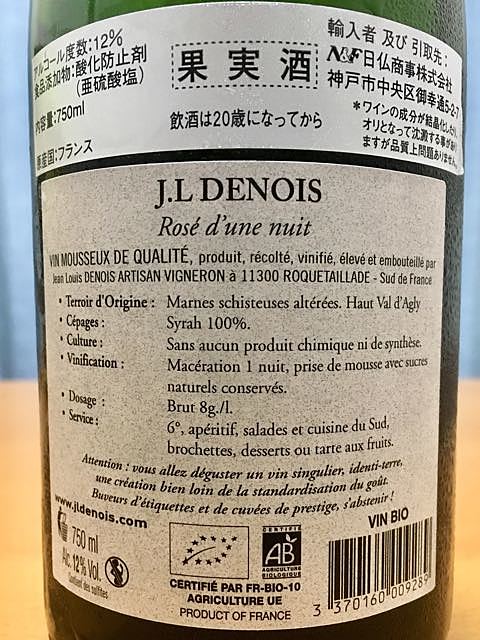 アルコール度数:12%
食品添加物:酸化防止剤
(亜硫酸塩)
内容量:750ml
原産国:フランス
果実酒
飲酒は20歳になってから
輸入者 及び 引取先:
N&F 日仏商事株式会社
神戸市中央区御幸通5-2-7
*ワインの成分が結晶化し
オリとなって沈澱する事が
ますが品質上問題ありません。
J.L DENOIS
Rosé d'une nuit
VIN MOUSSEUX DE QUALITÉ, produit, récolté, vinifié, élevé et embouteillé par
Jean Louis DENOIS ARTISAN VIGNERON à 11300 ROQUETAILLADE - Sud de France
• Terroir d'Origine : Marnes schisteuses altérées. Haut Val d'Agly
• Cépages : Syrah 100%.
• Culture : Sans aucun produit chimique ni de synthèse.
• Vinification : Macération 1 nuit, prise de mousse avec sucres
naturels conservés.
• Dosage : Brut 8g./l.
• Service : 6°, apéritif, salades et cuisine du Sud,
brochettes, desserts ou tarte aux fruits.
Attention : vous allez déguster un vin singulier, identi-terre,
une création bien loin de la standardisation du goût.
Buveurs d'étiquettes et de cuvées de prestige, s'abstenir !
www.jldenois.com
750 ml
Alc. 12% Vol.
Contient des sulfites
CERTIFIÉ
AB
AGRICULTURE
BIOLOGIQUE
CERTIFIÉ PAR FR-BIO-10
AGRICULTURE UE
PRODUCT OF FRANCE
VIN BIO
3 370160 009289